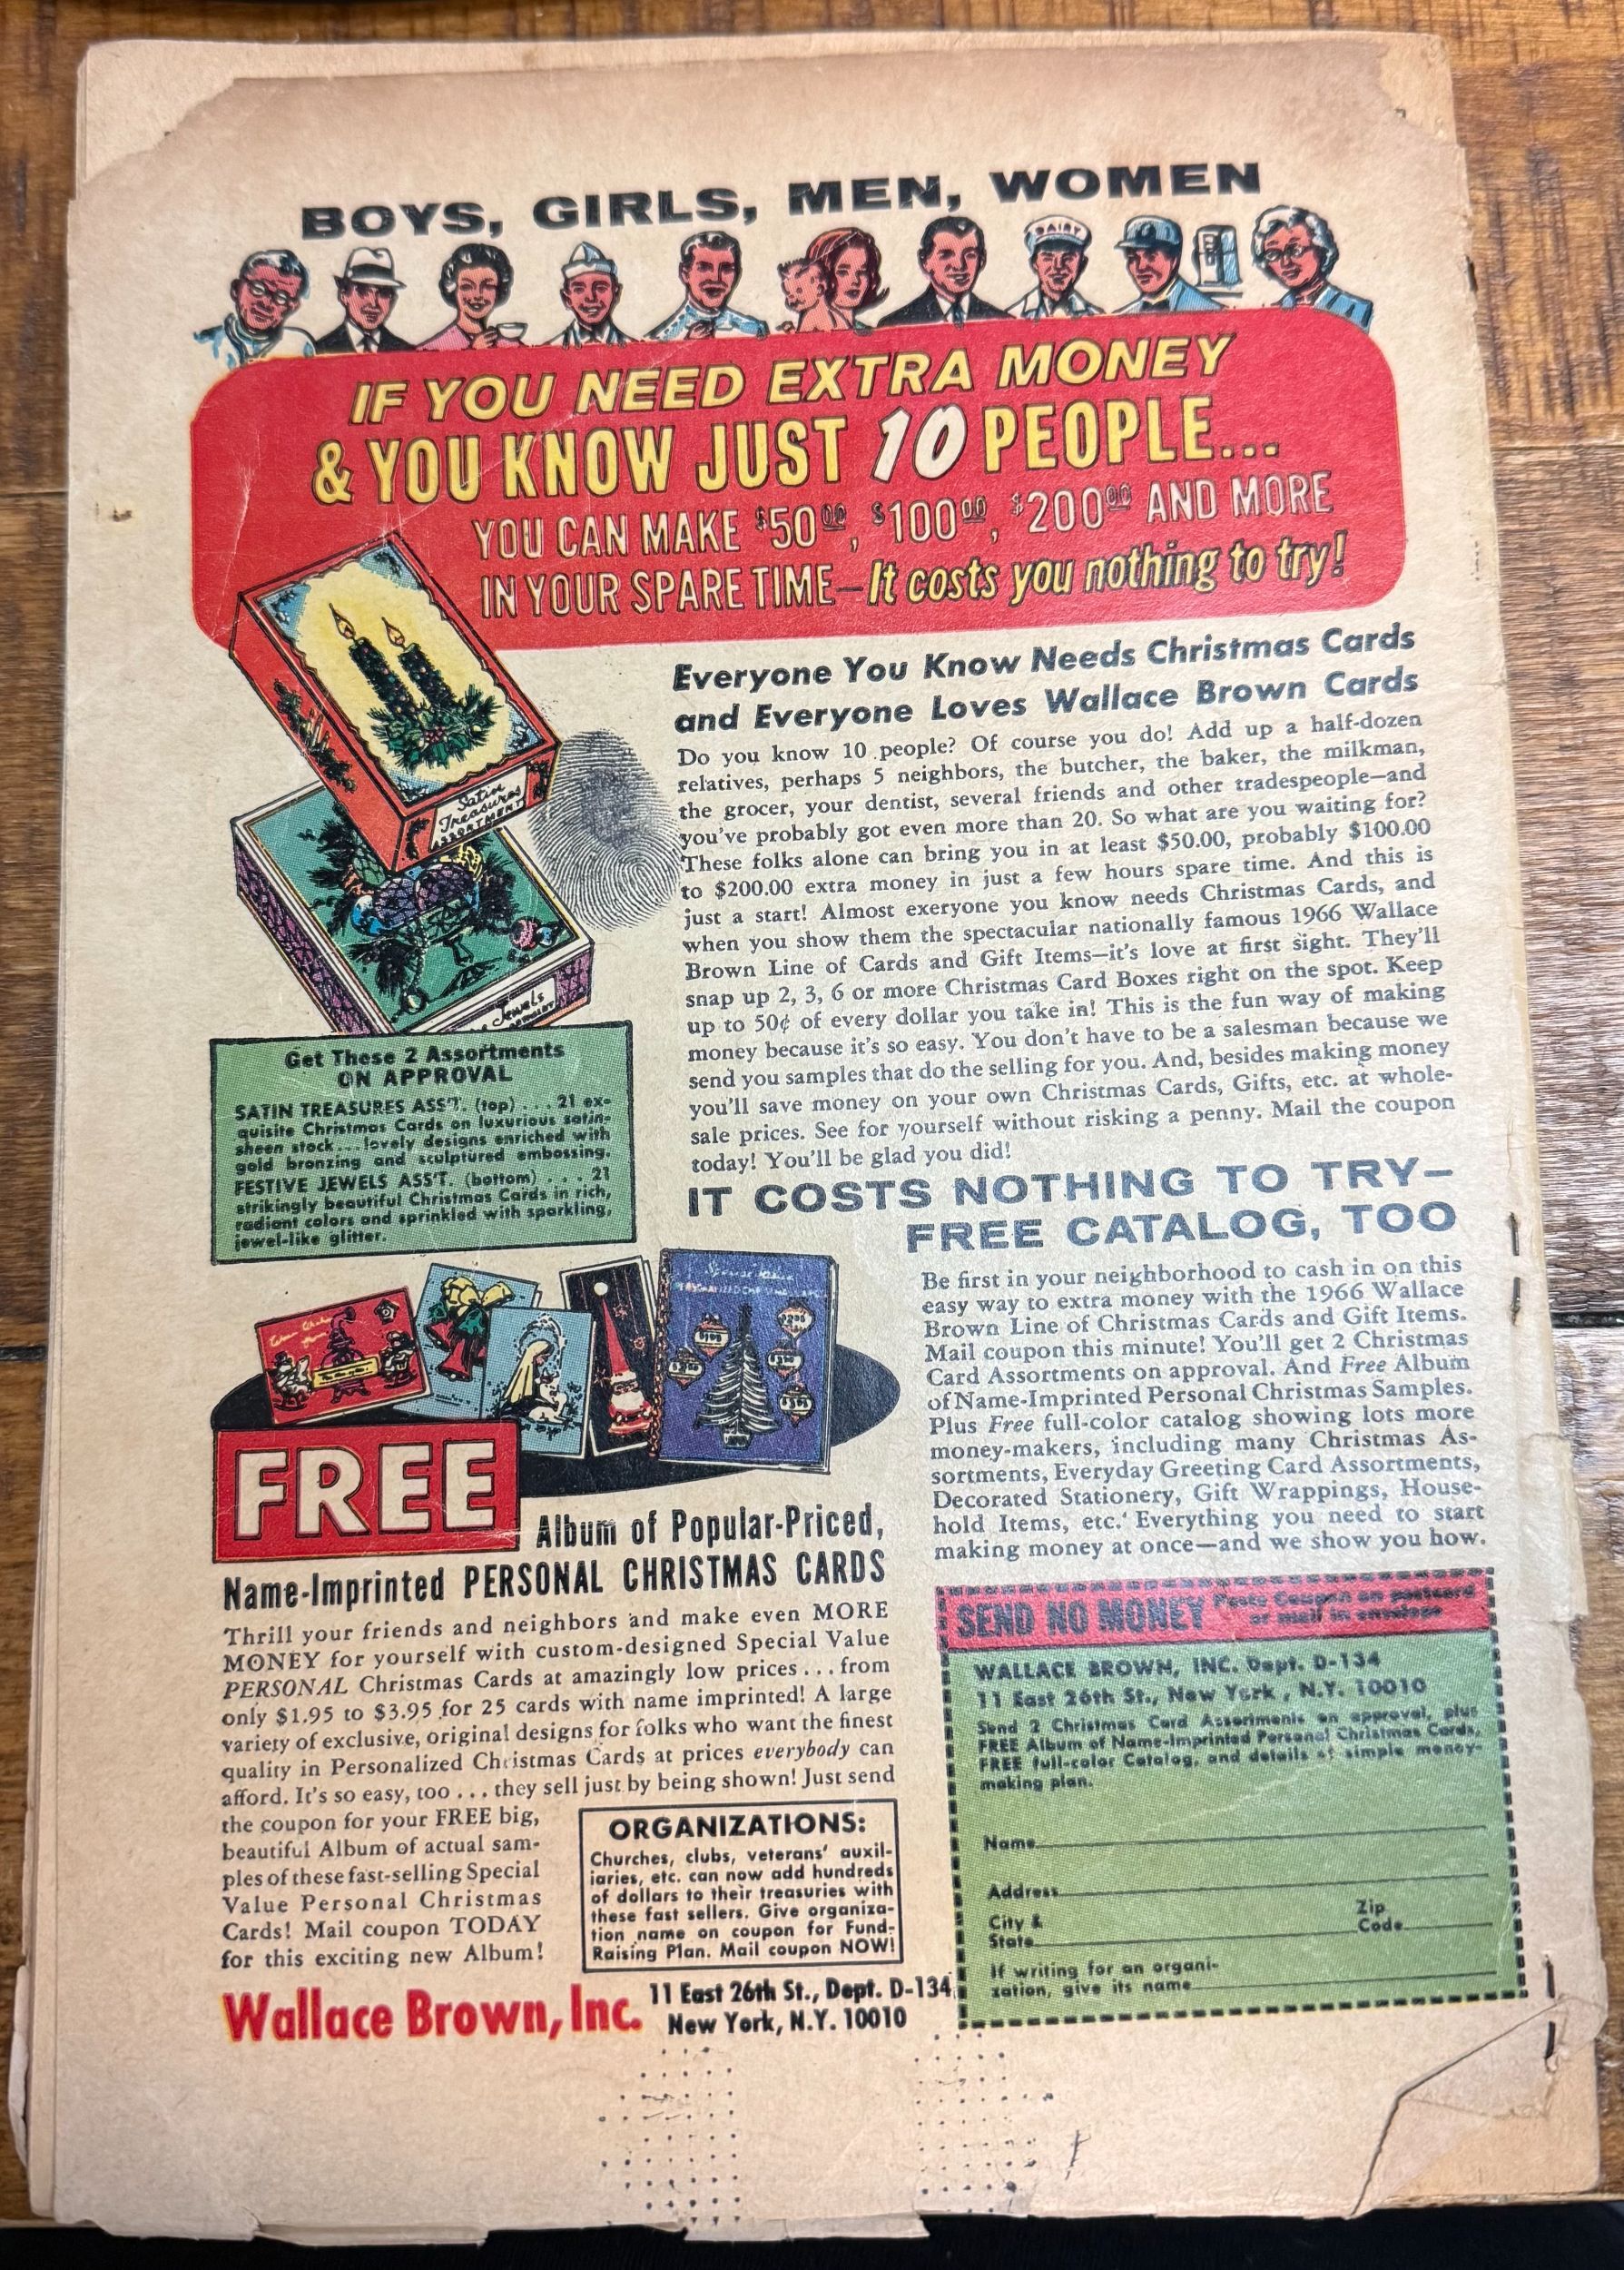 BOYS, GIRLS, MEN, WOMEN
DAIRY
IF YOU NEED EXTRA MONEY
& YOU KNOW JUST 10 PEOPLE...
YOU CAN MAKE $50.00, $100.00, $200.00 AND MORE
IN YOUR SPARE TIME—It costs you nothing to try!
Satin
Treasures
ASSORTMENT
Jewels
Everyone You Know Needs Christmas Cards
and Everyone Loves Wallace Brown Cards
Do you know 10 people? Of course you do! Add up a half-dozen
relatives, perhaps 5 neighbors, the butcher, the baker, the milkman,
the grocer, your dentist, several friends and other tradespeople—and
you've probably got even more than 20. So what are you waiting for?
These folks alone can bring you in at least $50.00, probably $100.00
to $200.00 extra money in just a few hours spare time. And this is
just a start! Almost exeryone you know needs Christmas Cards, and
when you show them the spectacular nationally famous 1966 Wallace
Brown Line of Cards and Gift Items—it's love at first sight. They'll
snap up 2, 3, 6 or more Christmas Card Boxes right on the spot. Keep
up to 50¢ of every dollar you take in! This is the fun way of making
money because it's so easy. You don't have to be a salesman because we
send you samples that do the selling for you. And, besides making money
you'll save money on your own Christmas Cards, Gifts, etc. at whole-
sale prices. See for yourself without risking a penny. Mail the coupon
today! You'll be glad you did!
Get These 2 Assortments
ON APPROVAL
SATIN TREASURES ASS'T. (top) . . . 21 ex-
quisite Christmas Cards on luxurious satin-
sheen stock . . . lovely designs enriched with
gold bronzing and sculptured embossing.
FESTIVE JEWELS ASS'T. (bottom) . . . 21
strikingly beautiful Christmas Cards in rich,
radiant colors and sprinkled with sparkling,
jewel-like glitter.
IT COSTS NOTHING TO TRY—
FREE CATALOG, TOO
Be first in your neighborhood to cash in on this
easy way to extra money with the 1966 Wallace
Brown Line of Christmas Cards and Gift Items.
Mail coupon this minute! You'll get 2 Christmas
Card Assortments on approval. And Free Album
of Name-Imprinted Personal Christmas Samples.
Plus Free full-color catalog showing lots more
money-makers, including many Christmas As-
sortments, Everyday Greeting Card Assortments,
Decorated Stationery, Gift Wrappings, House-
hold Items, etc. Everything you need to start
making money at once—and we show you how.
Special Value
FREE
Album of Popular-Priced,
Name-Imprinted PERSONAL CHRISTMAS CARDS
Thrill your friends and neighbors and make even MORE
MONEY for yourself with custom-designed Special Value
PERSONAL Christmas Cards at amazingly low prices . . . from
only $1.95 to $3.95 for 25 cards with name imprinted! A large
variety of exclusive, original designs for folks who want the finest
quality in Personalized Christmas Cards at prices everybody can
afford. It's so easy, too . . . they sell just by being shown! Just send
the coupon for your FREE big,
beautiful Album of actual sam-
ples of these fast-selling Special
Value Personal Christmas
Cards! Mail coupon TODAY
for this exciting new Album!
ORGANIZATIONS:
Churches, clubs, veterans' auxil-
iaries, etc. can now add hundreds
of dollars to their treasuries with
these fast sellers. Give organiza-
tion name on coupon for Fund-
Raising Plan. Mail coupon NOW!
Wallace Brown, Inc.
11 East 26th St., Dept. D-134
New York, N.Y. 10010
SEND NO MONEY Paste Coupon on postcard
or mail in envelope
WALLACE BROWN, INC. Dept. D-134
11 East 26th St., New York, N.Y. 10010
Send 2 Christmas Card Assortments on approval, plus
FREE Album of Name-Imprinted Personal Christmas Cards,
FREE full-color Catalog, and details of simple money-
making plan.
Name
Address
City &
State
Zip
Code
If writing for an organi-
zation, give its name